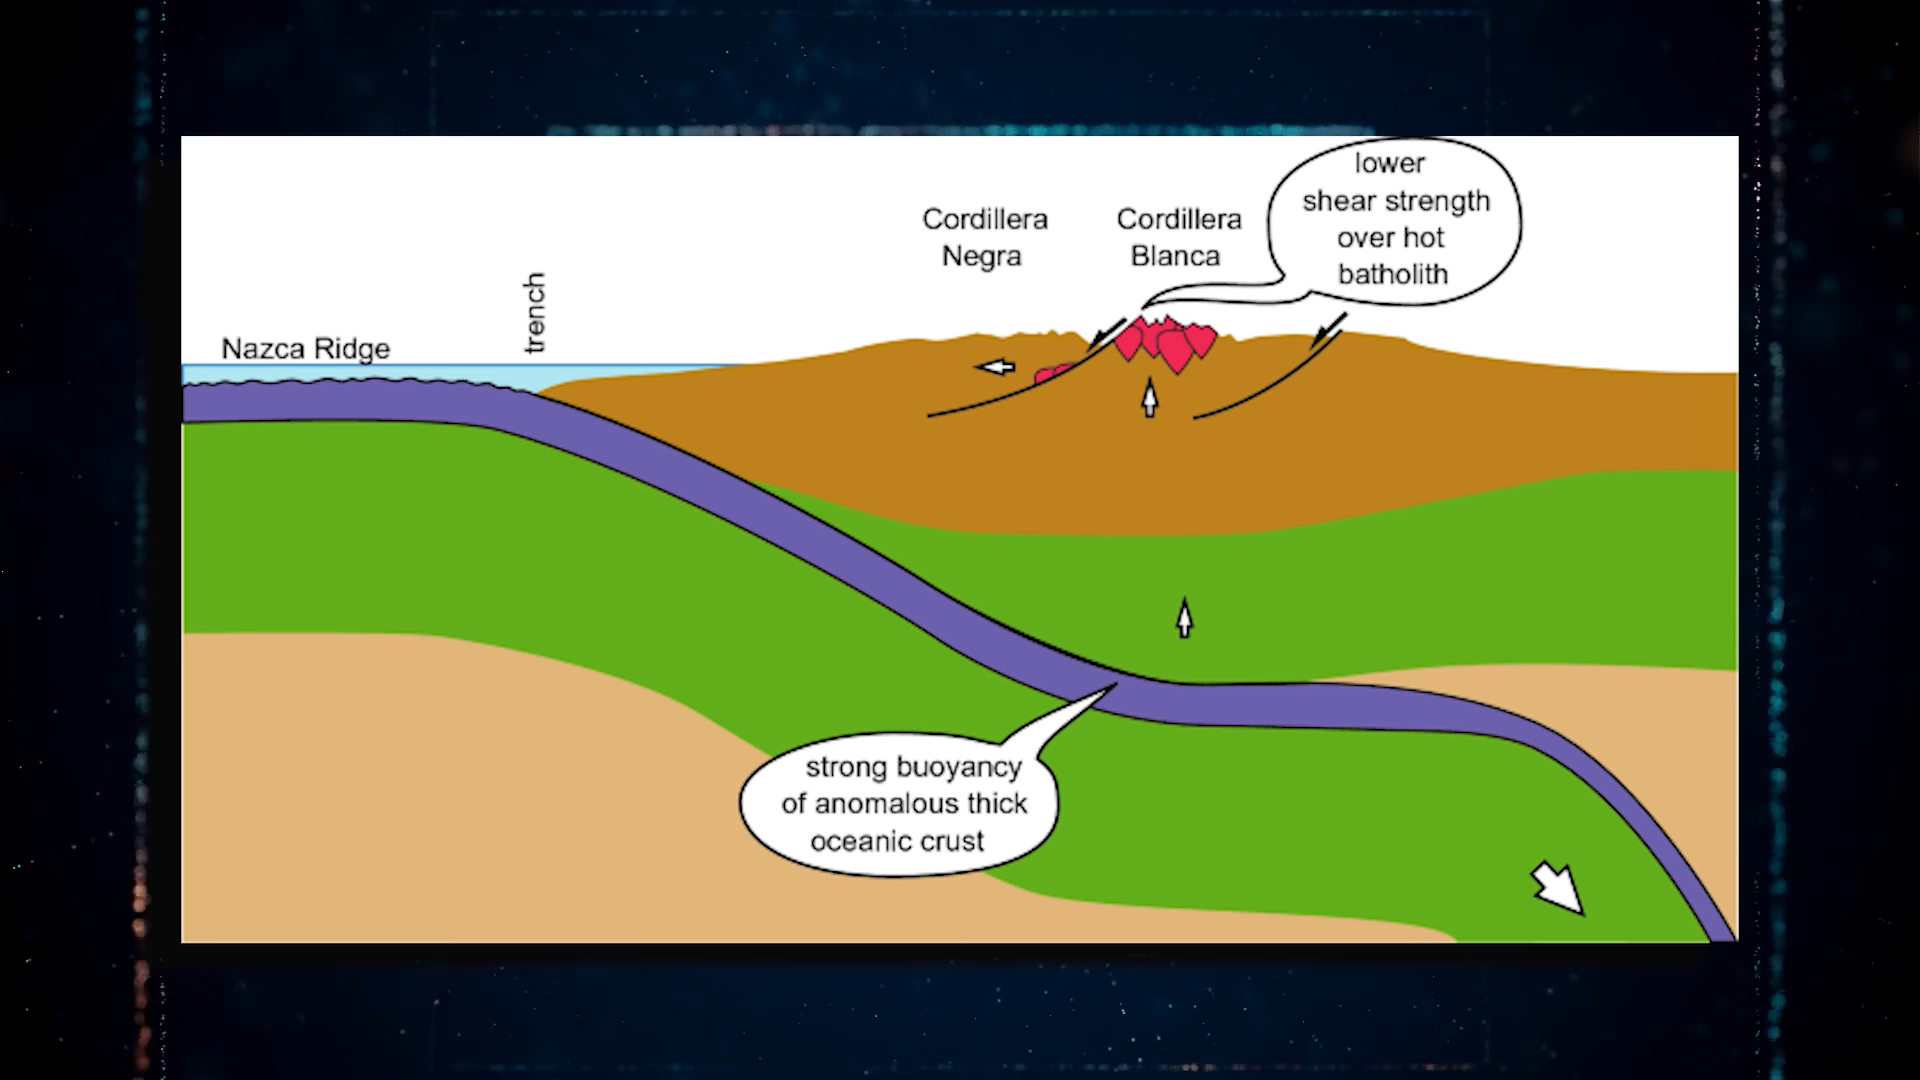 lower
shear strength
over hot
batholith
Cordillera
Negra
Cordillera
Blanca
trench
Nazca Ridge
strong buoyancy
of anomalous thick
oceanic crust